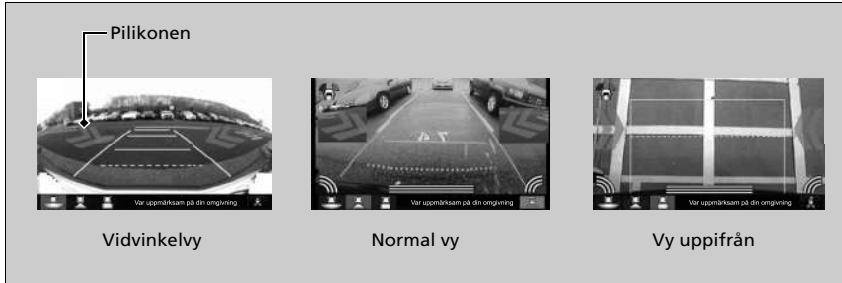 Pilikonen
Var uppmärksam på din omgivning
Var uppmärksam på din omgivning
Var uppmärksam på din omgivning
Vidvinkelvy
Normal vy
Vy uppifrån